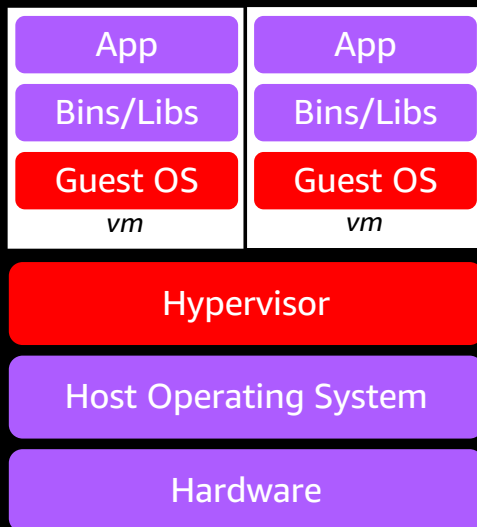 App
Bins/Libs
Guest OS
vm
App
Bins/Libs
Guest OS
vm
Hypervisor
Host Operating System
Hardware